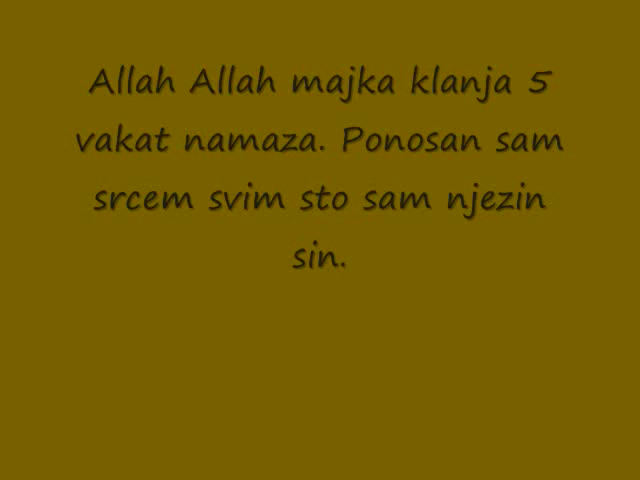 Allah Allah majka klanja 5
vakat namaza. Ponosan sam
srcem svim sto sam njezin
sin.